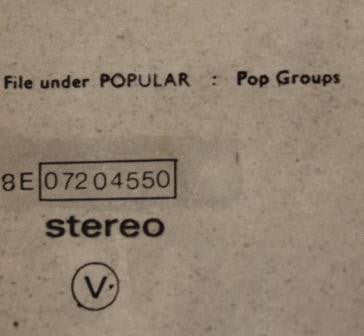 File under POPULAR : Pop Groups
8E 07204550
stereo
V